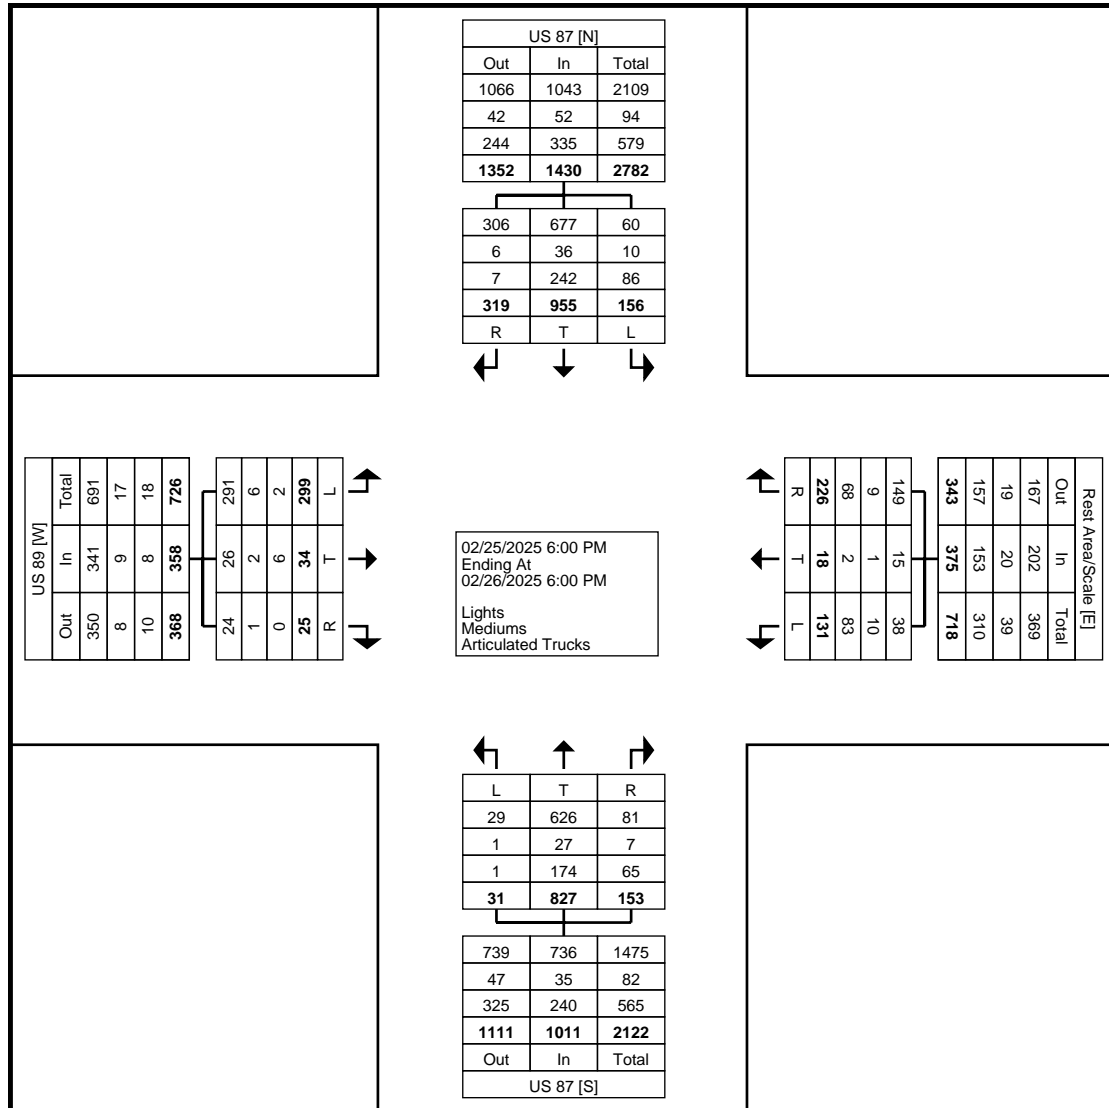 US 87 [N]
Out In Total
1066 1043 2109
42 52 94
244 335 579
1352 1430 2782
306 677 60
6 36 10
7 242 86
319 955 156
R T L
US 89 [W]
Total In Out
691 341 350
17 9 8
18 8 10
726 358 368
291 26 24
6 2 1
2 6 0
299 34 25
L T R
02/25/2025 6:00 PM
Ending At
02/26/2025 6:00 PM
Lights
Mediums
Articulated Trucks
Rest Area/Scale [E]
Out In Total
167 202 369
19 20 39
157 153 310
343 375 718
149 15 38
9 1 10
68 2 83
226 18 131
R T L
L T R
29 626 81
1 27 7
1 174 65
31 827 153
739 736 1475
47 35 82
325 240 565
1111 1011 2122
Out In Total
US 87 [S]